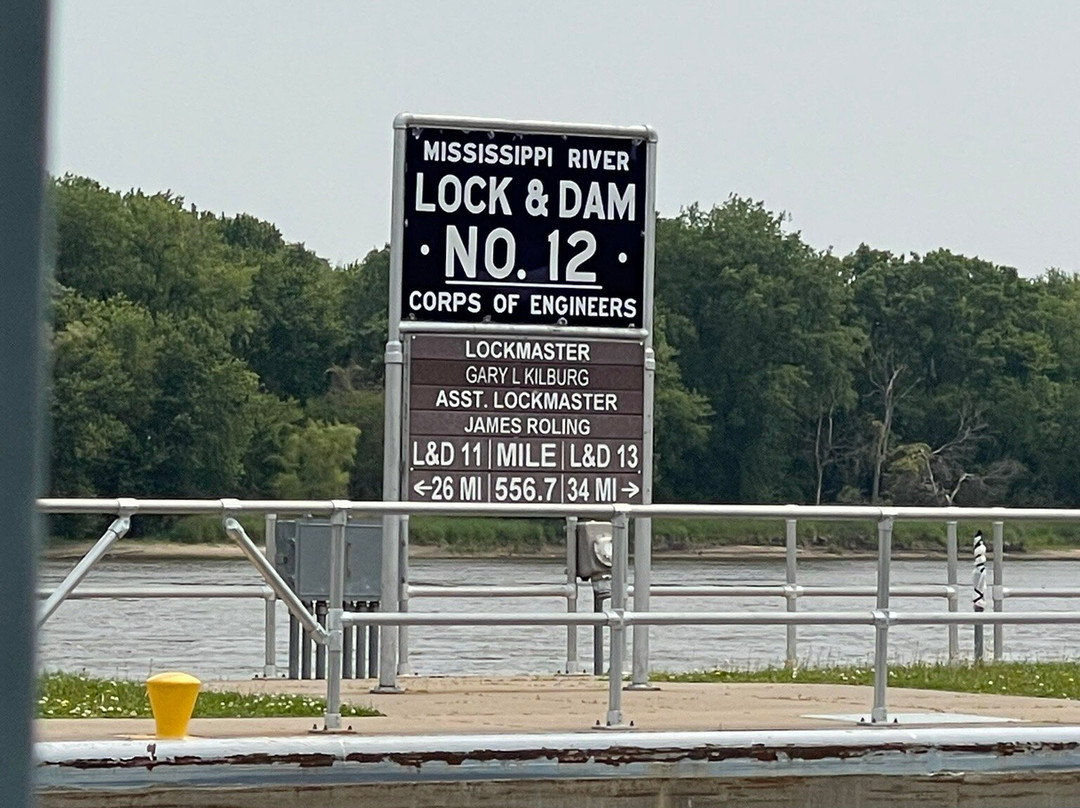 MISSISSIPPI RIVER
LOCK & DAM
· NO. 12 ·
CORPS OF ENGINEERS
LOCKMASTER
GARY L KILBURG
ASST. LOCKMASTER
JAMES ROLING
L&D 11 | MILE | L&D 13
←26 MI | 556.7 | 34 MI→